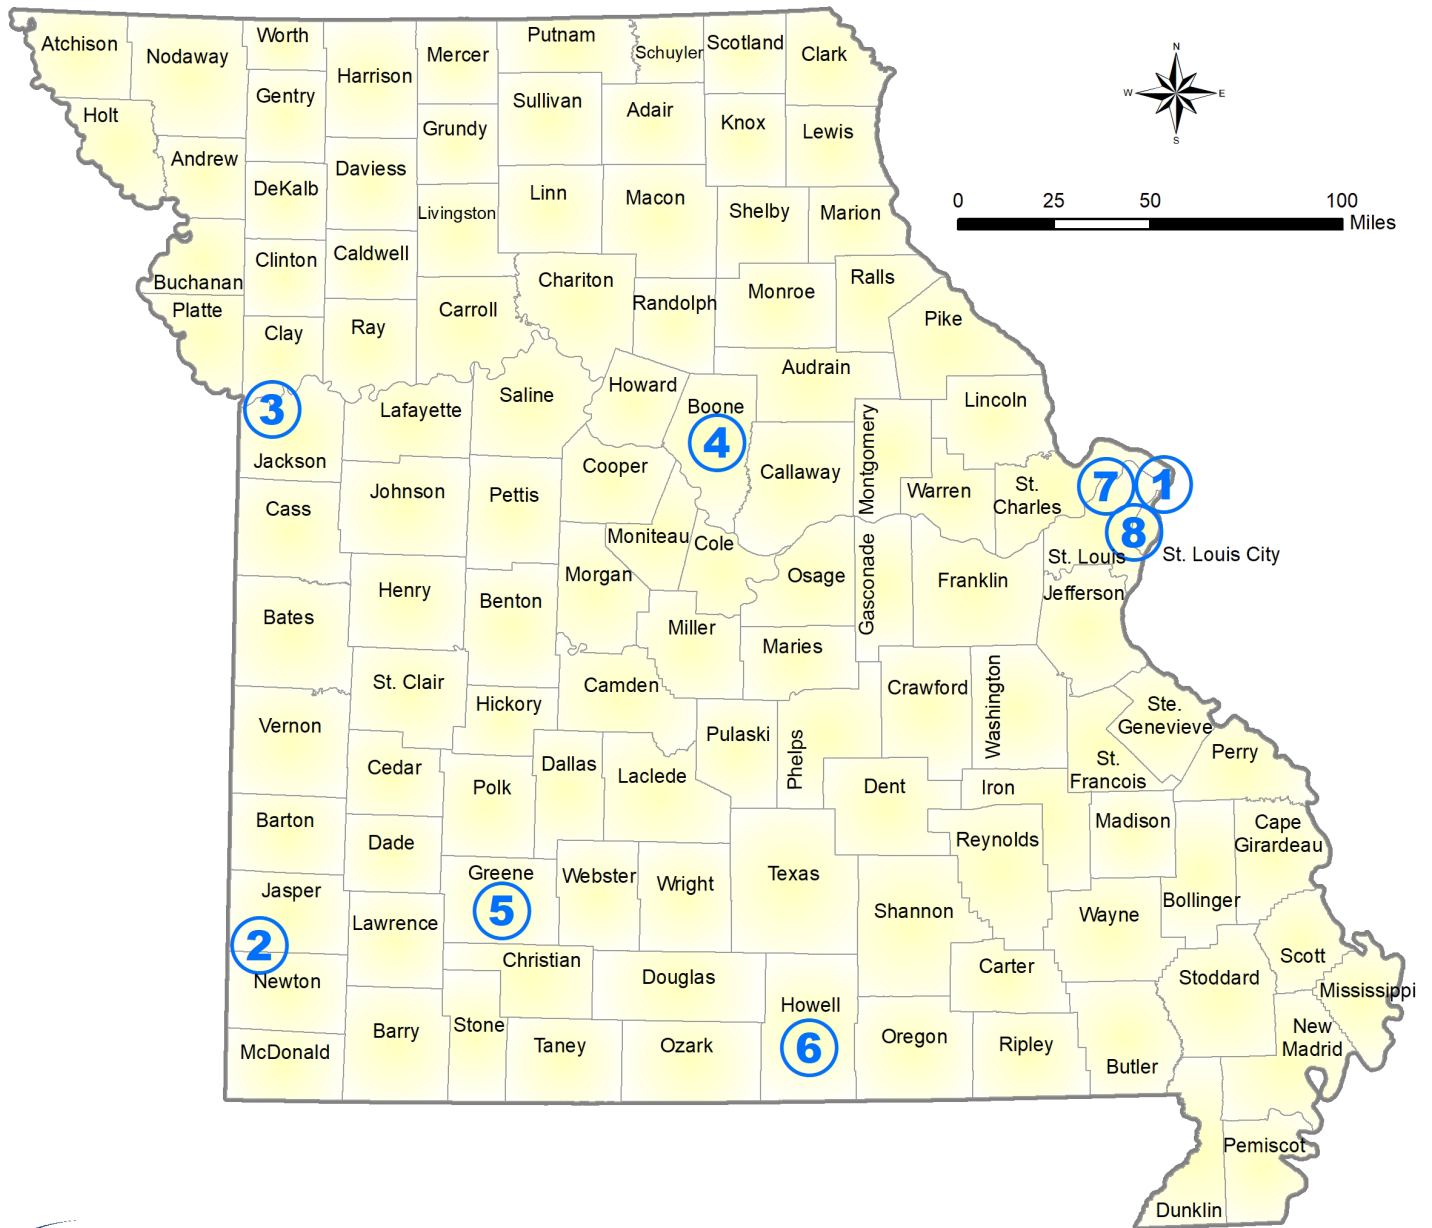 Atchison
Nodaway
Worth
Harrison
Mercer
Putnam
Schuyler
Scotland
Clark
N
W
E
S
Holt
Gentry
Grundy
Sullivan
Adair
Knox
Lewis
Andrew
DeKalb
Daviess
Livingston
Linn
Macon
Shelby
Marion
0
25
50
100
Miles
Buchanan
Clinton
Caldwell
Chariton
Randolph
Monroe
Ralls
Platte
Clay
Ray
Carroll
Pike
Audrain
3
Lafayette
Saline
Howard
Boone
4
Lincoln
Jackson
Cooper
Callaway
Montgomery
Warren
St.
Charles
7
1
8
Cass
Johnson
Pettis
Moniteau
Cole
Osage
Gasconade
Franklin
St. Louis
St. Louis City
Jefferson
Bates
Henry
Benton
Morgan
Miller
Maries
St. Clair
Hickory
Camden
Crawford
Washington
Ste.
Genevieve
Vernon
Cedar
Polk
Dallas
Laclede
Pulaski
Phelps
Dent
Iron
St.
Francois
Perry
Barton
Dade
Greene
5
Webster
Wright
Texas
Reynolds
Madison
Cape
Girardeau
Jasper
2
Lawrence
Shannon
Wayne
Bollinger
Newton
Christian
Douglas
Howell
6
Carter
Stoddard
Scott
Mississippi
McDonald
Barry
Stone
Taney
Ozark
Oregon
Ripley
Butler
New
Madrid
Pemiscot
Dunklin